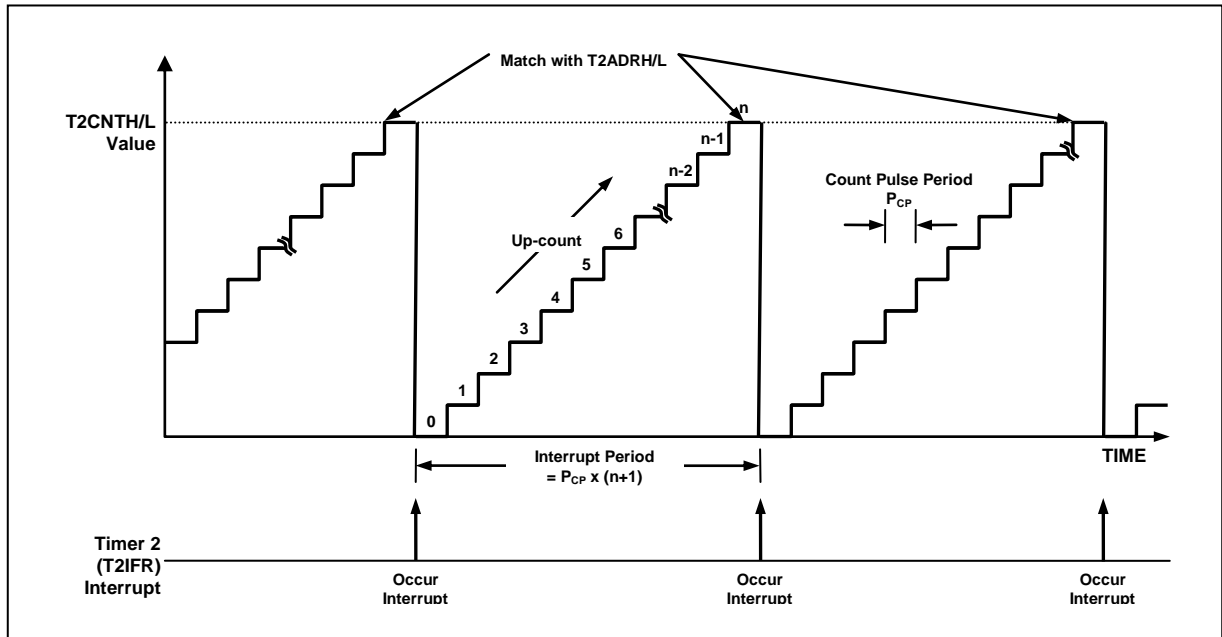 Match with T2ADRH/L
T2CNTH/L
Value
n
n-1
n-2
Count Pulse Period
PCP
Up-count
6
5
4
3
2
1
0
TIME
Interrupt Period
= PCP x (n+1)
Timer 2
(T2IFR)
Interrupt
Occur
Interrupt
Occur
Interrupt
Occur
Interrupt